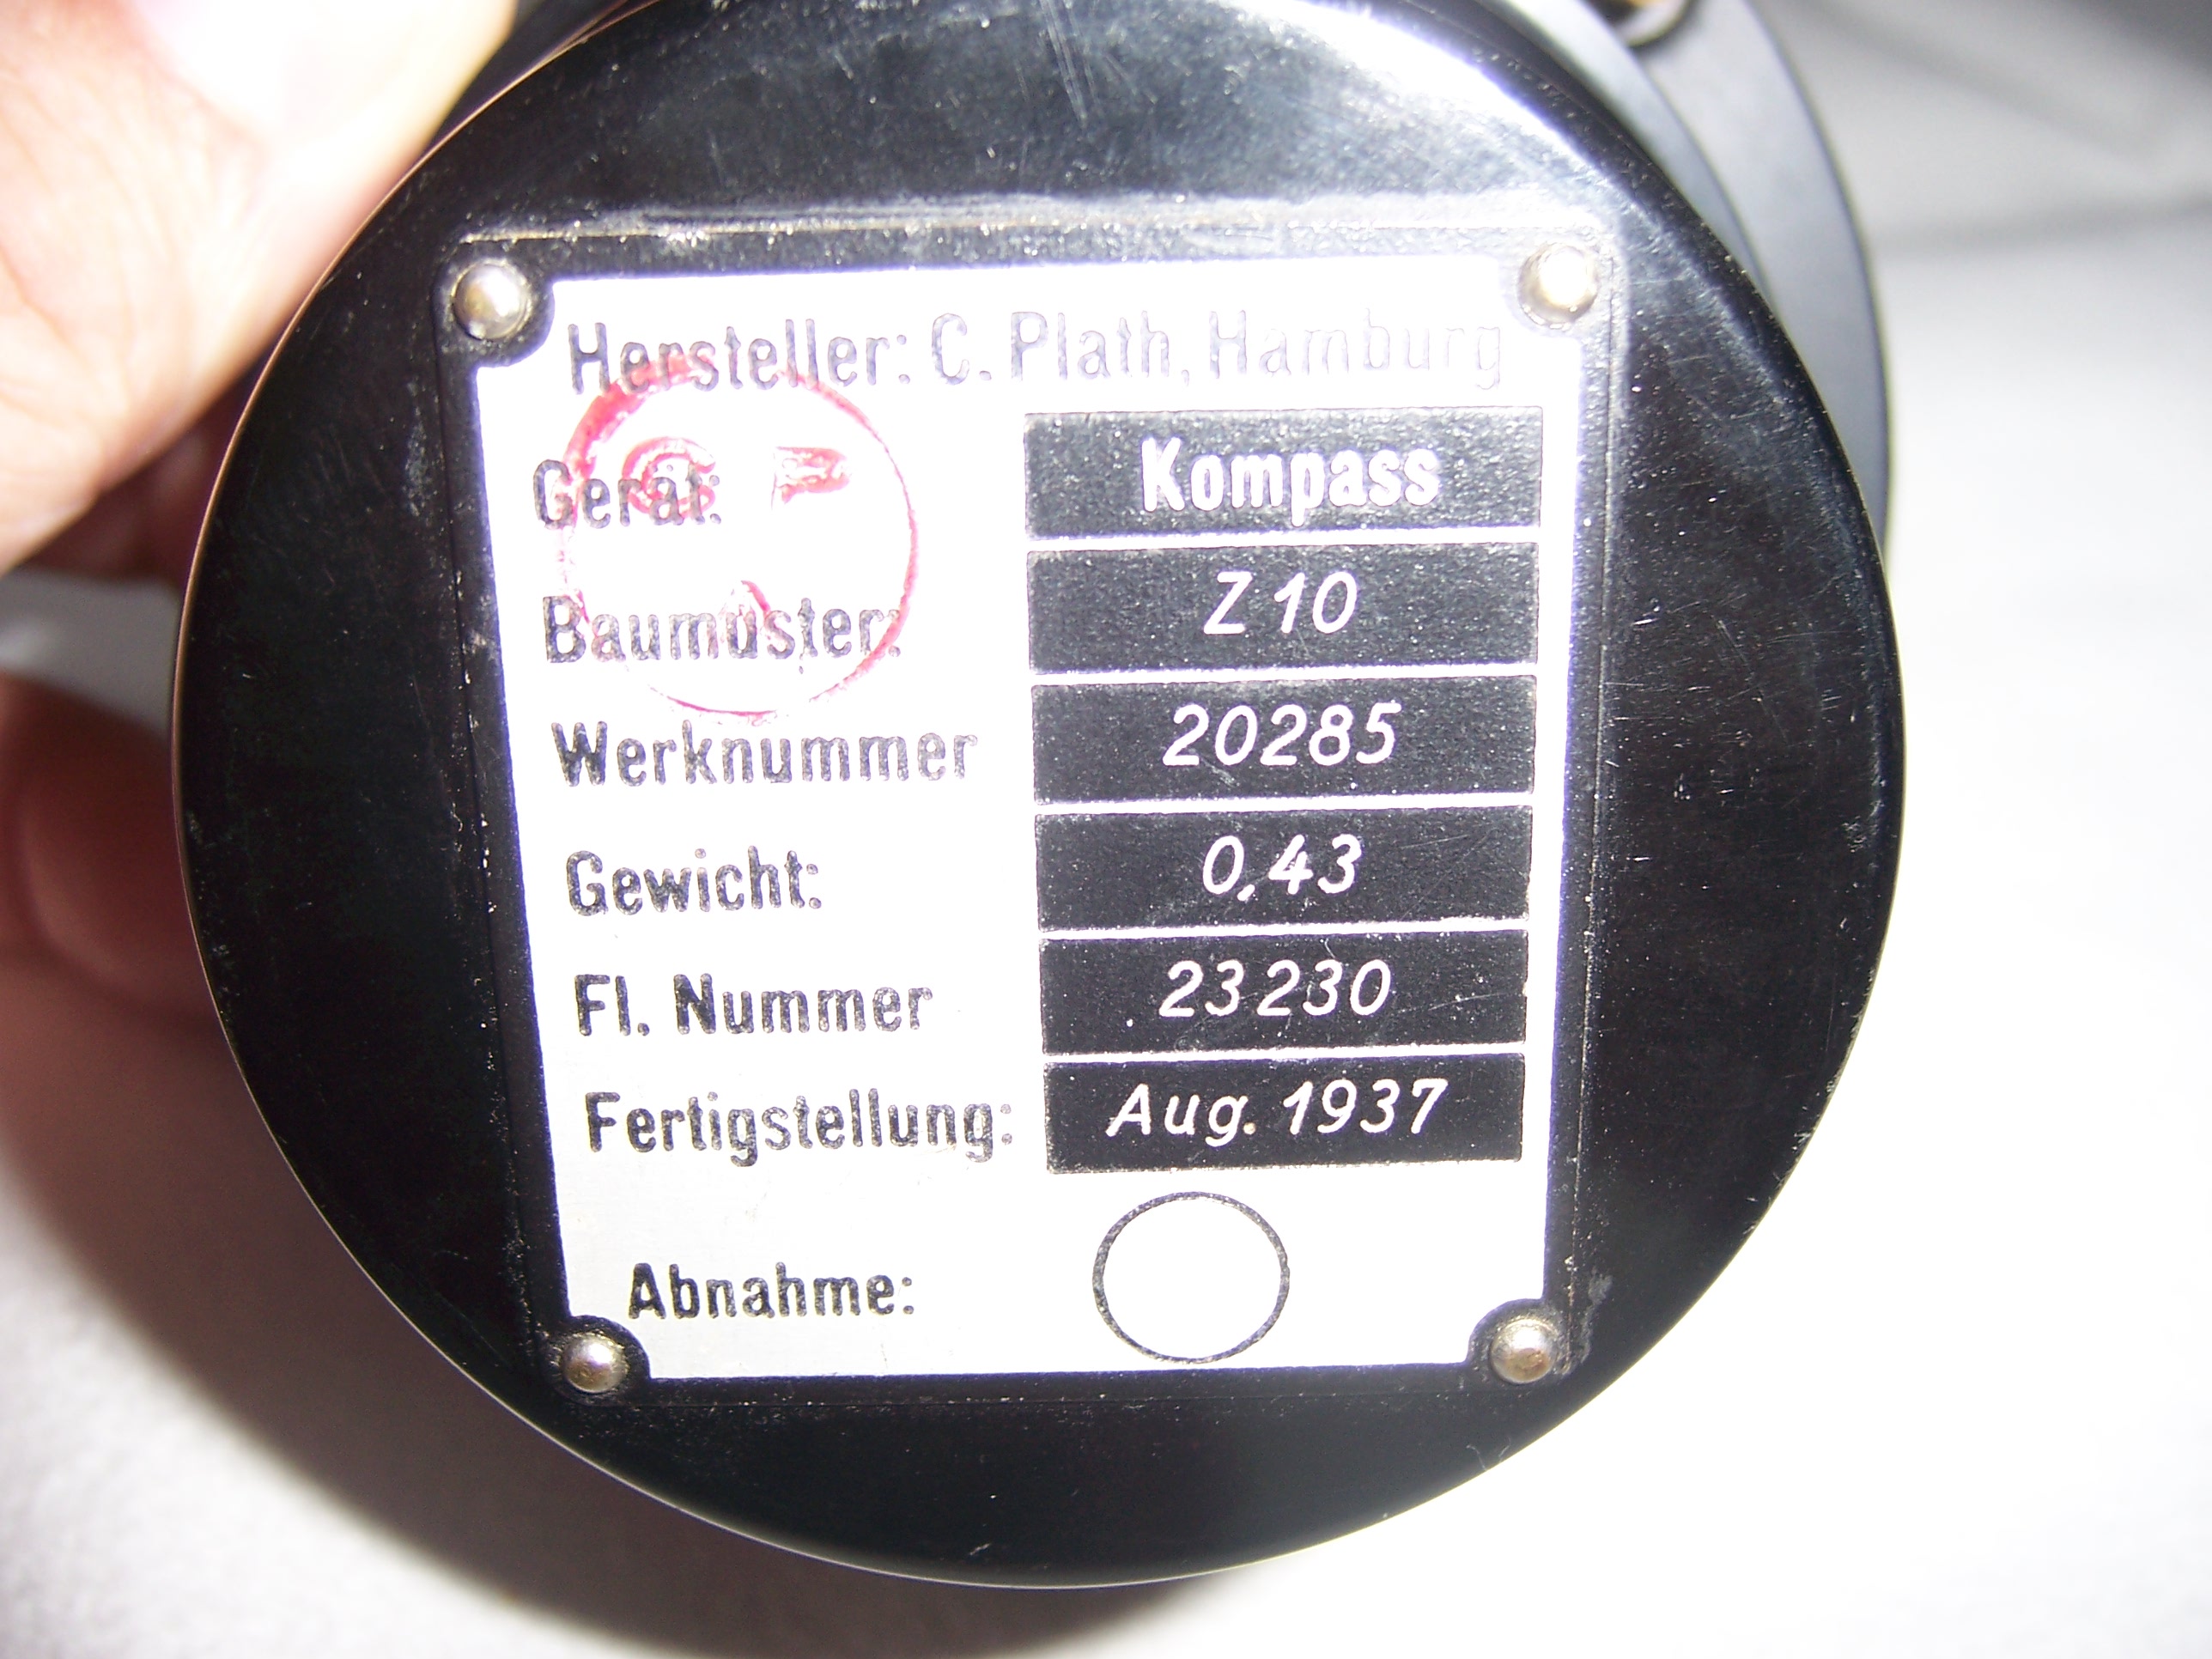 Hersteller: C. Plath, Hamburg
Gerät: Kompass
Baumuster: Z 10
Werknummer 20285
Gewicht: 0,43
Fl. Nummer 23230
Fertigstellung: Aug. 1937
Abnahme:
C P
A